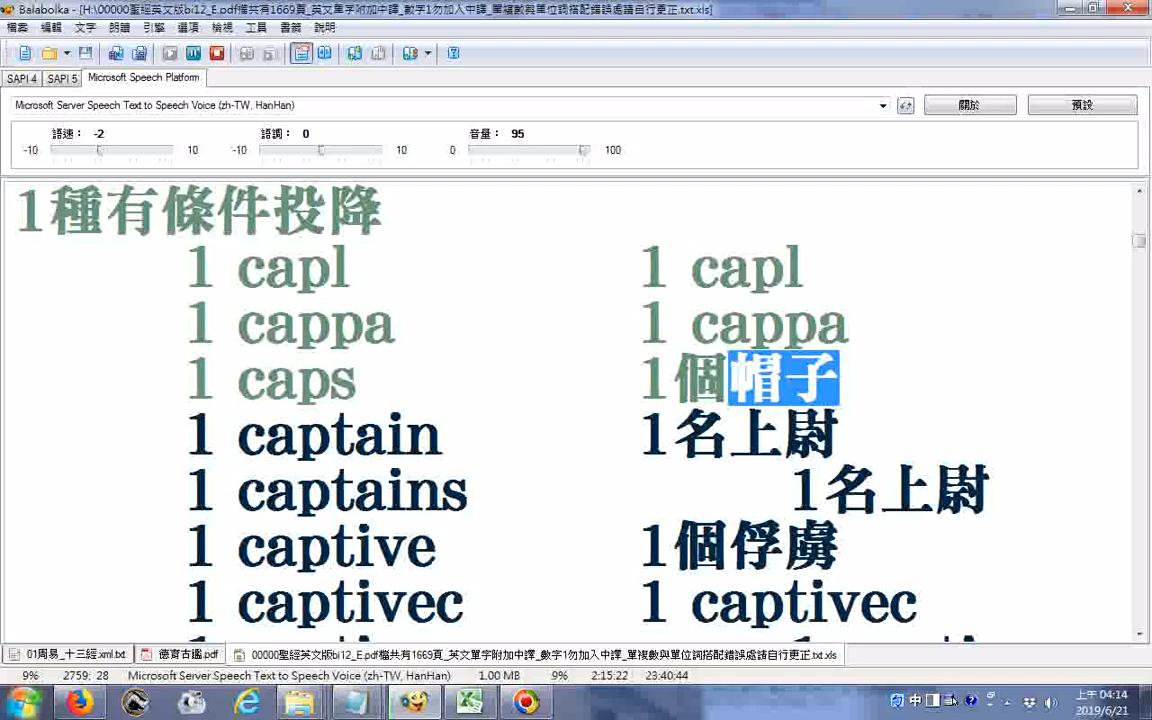 Balabolka - [H:\00000聖經英文版bi12_E.pdf檔共有1669頁_英文單字附加中譯_數字1勿加入中譯_單複數與單位詞搭配錯誤處請自行更正.txt.xls]
檔案 編輯 文字 朗讀 引擎 選項 檢視 工具 書籤 說明
SAPI 4 SAPI 5 Microsoft Speech Platform
Microsoft Server Speech Text to Speech Voice (zh-TW, HanHan) 關於 預設
語速： -2 語調： 0 音量： 95
-10 10 -10 10 0 100
1種有條件投降
1 capl 1 capl
1 cappa 1 cappa
1 caps 1個帽子
1 captain 1名上尉
1 captains 1名上尉
1 captive 1個俘虜
1 captivec 1 captivec
01周易_十三經.xml.txt 德育古鑑.pdf 00000聖經英文版bi12_E.pdf檔共有1669頁_英文單字附加中譯_數字1勿加入中譯_單複數與單位詞搭配錯誤處請自行更正.txt.xls
9% 2759; 28 Microsoft Server Speech Text to Speech Voice (zh-TW, HanHan) 1.00 MB 9% 2:15:22 23:40:44
中 上午 04:14
2019/6/21